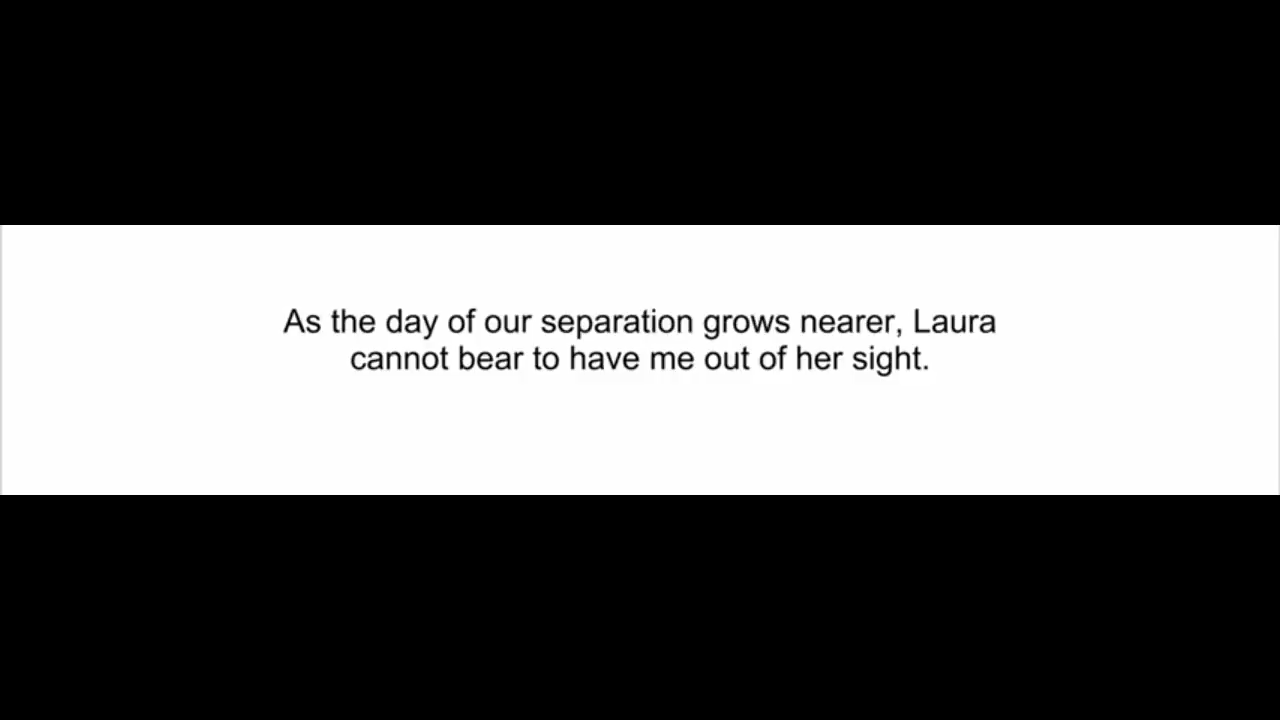 As the day of our separation grows nearer, Laura
cannot bear to have me out of her sight.